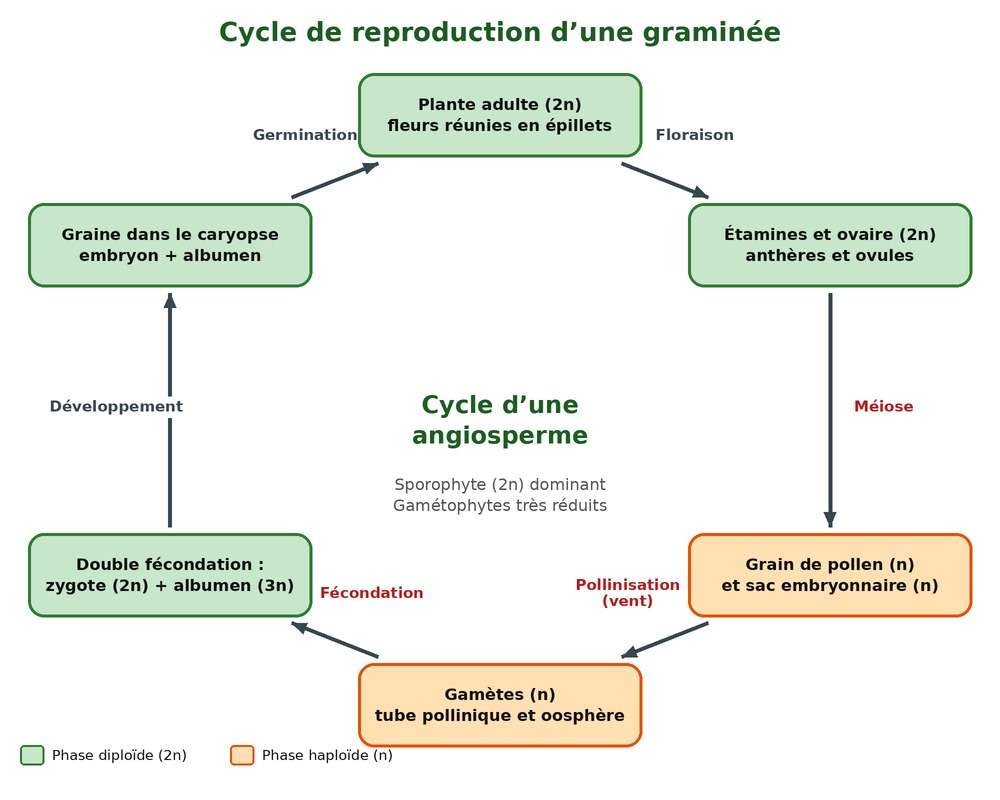 Cycle de reproduction d’une graminée
Plante adulte (2n)
fleurs réunies en épillets
Germination
Floraison
Graine dans le caryopse
embryon + albumen
Étamines et ovaire (2n)
anthères et ovules
Développement
Méiose
Cycle d’une
angiosperme
Sporophyte (2n) dominant
Gamétophytes très réduits
Double fécondation :
zygote (2n) + albumen (3n)
Fécondation
Pollinisation
(vent)
Grain de pollen (n)
et sac embryonnaire (n)
Gamètes (n)
tube pollinique et oosphère
Phase diploïde (2n)
Phase haploïde (n)